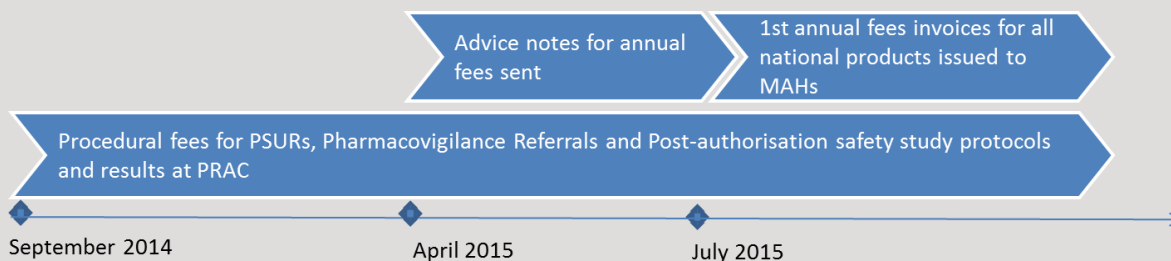 Advice notes for annual
fees sent
1st annual fees invoices for all
national products issued to
MAHs
Procedural fees for PSURs, Pharmacovigilance Referrals and Post-authorisation safety study protocols
and results at PRAC
September 2014
April 2015
July 2015